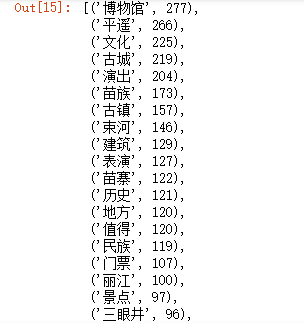 Out[15]: [('博物馆', 277),
('平遥', 266),
('文化', 225),
('古城', 219),
('演出', 204),
('苗族', 173),
('古镇', 157),
('束河', 146),
('建筑', 129),
('表演', 127),
('苗寨', 122),
('历史', 121),
('地方', 120),
('值得', 120),
('民族', 119),
('门票', 107),
('丽江', 100),
('景点', 97),
('三眼井', 96),